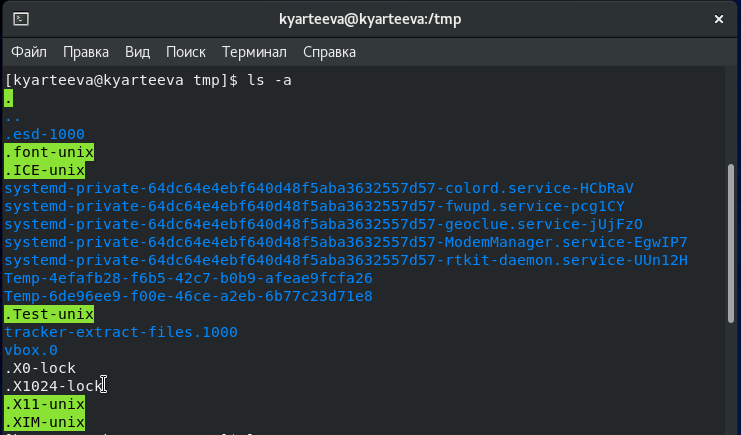 kyarteeva@kyarteeva:/tmp
Файл Правка Вид Поиск Терминал Справка
[kyarteeva@kyarteeva tmp]$ ls -a
.
..
.esd-1000
.font-unix
.ICE-unix
systemd-private-64dc64e4ebf640d48f5aba3632557d57-colord.service-HCbRaV
systemd-private-64dc64e4ebf640d48f5aba3632557d57-fwupd.service-pcg1CY
systemd-private-64dc64e4ebf640d48f5aba3632557d57-geoclue.service-jUjFzO
systemd-private-64dc64e4ebf640d48f5aba3632557d57-ModemManager.service-EgwIP7
systemd-private-64dc64e4ebf640d48f5aba3632557d57-rtkit-daemon.service-UUn12H
Temp-4efafb28-f6b5-42c7-b0b9-afeae9fcfa26
Temp-6de96ee9-f00e-46ce-a2eb-6b77c23d71e8
.Test-unix
tracker-extract-files.1000
vbox.0
.X0-lock
.X1024-lock
.X11-unix
.XIM-unix